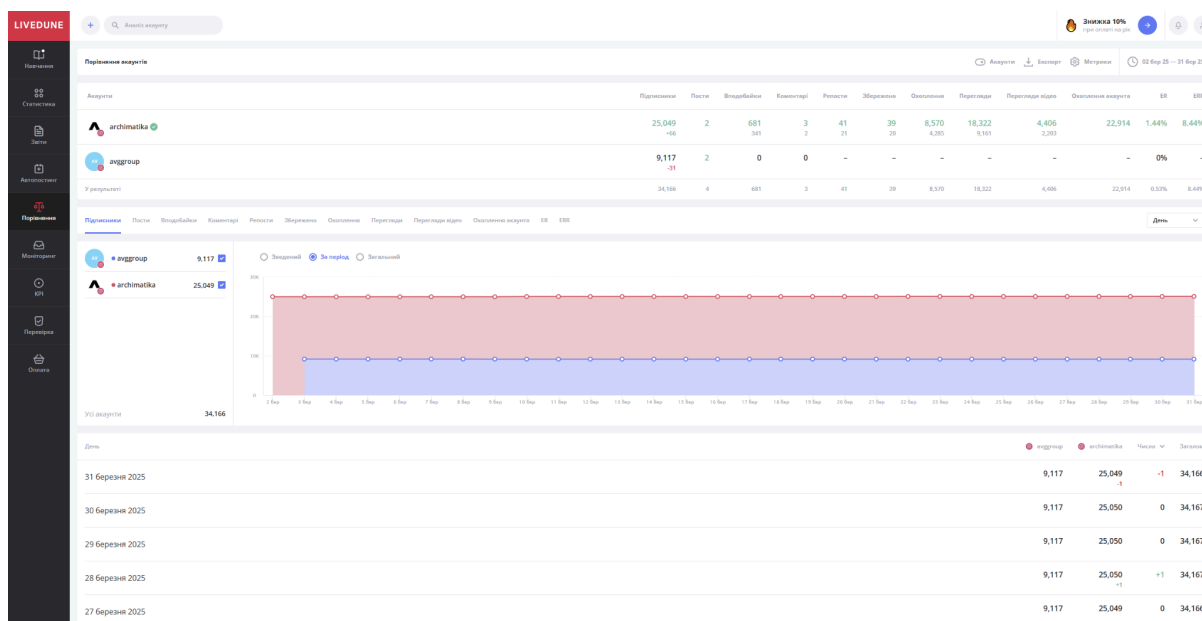 LIVEDUNE
+ Аналіз акаунту
Знижка 10%
при оплаті на рік
Навчання
Статистика
Звіти
Автопостинг
Порівняння
Моніторинг
KPI
Перевірка
Оплата
Порівняння акаунтів
Акаунти Експорт Метрики 02 бер 25 — 31 бер 25
Акаунти Підписники Пости Вподобайки Коментарі Репости Збережено Охоплення Перегляди Перегляди відео Охоплення акаунта ER ERR
archimatika 25,049 2 681 3 41 39 8,570 18,322 4,406 22,914 1.44% 8.44%
+66 341 2 21 20 4,285 9,161 2,203
avggroup 9,117 2 0 0 – – – – – – 0% –
-31
У результаті 34,166 4 681 2 41 39 8,570 18,322 4,406 22,914 0.53% 8.44%
Підписники Пости Вподобайки Коментарі Репости Збережено Охоплення Перегляди Перегляди відео Охоплення акаунта ER ERR
День
avggroup 9,117
archimatika 25,049
Усі акаунти 34,166
Зведений За період Загальний
30K
20K
10K
0
2 бер 3 бер 4 бер 5 бер 6 бер 7 бер 8 бер 9 бер 10 бер 11 бер 12 бер 13 бер 14 бер 15 бер 16 бер 17 бер 18 бер 19 бер 20 бер 21 бер 22 бер 23 бер 24 бер 25 бер 26 бер 27 бер 28 бер 29 бер 30 бер 31 бер
День avggroup archimatika Число
31 березня 2025 9,117 25,049 -1 34,166
-1
30 березня 2025 9,117 25,050 0 34,167
29 березня 2025 9,117 25,050 0 34,167
28 березня 2025 9,117 25,050 +1 34,167
+1
27 березня 2025 9,117 25,049 0 34,166